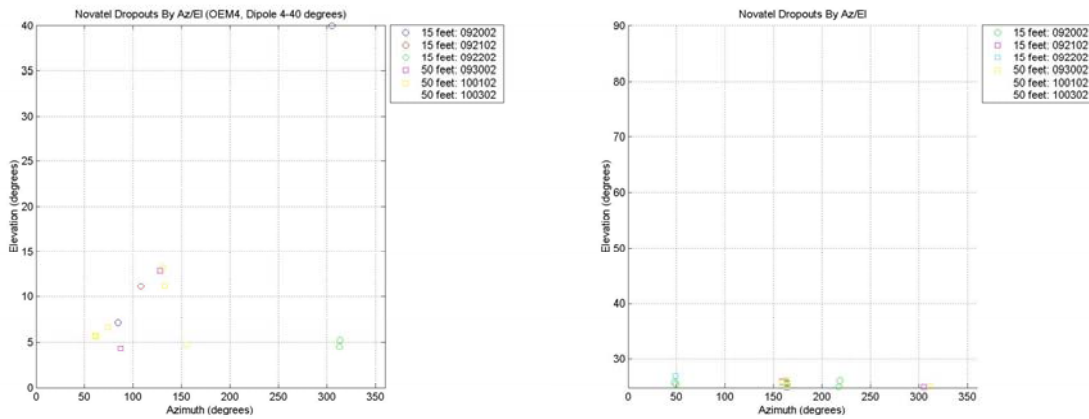 Novatel Dropouts By Az/El (OEM4, Dipole 4-40 degrees)
40
35
30
25
20
15
10
5
0
Elevation (degrees)
0 50 100 150 200 250 300 350
Azimuth (degrees)
15 feet: 092002
15 feet: 092102
15 feet: 092202
50 feet: 093002
50 feet: 100102
50 feet: 100302
Novatel Dropouts By Az/El
90
80
70
60
50
40
30
Elevation (degrees)
0 50 100 150 200 250 300 350
Azimuth (degrees)
15 feet: 092002
15 feet: 092102
15 feet: 092202
50 feet: 093002
50 feet: 100102
50 feet: 100302